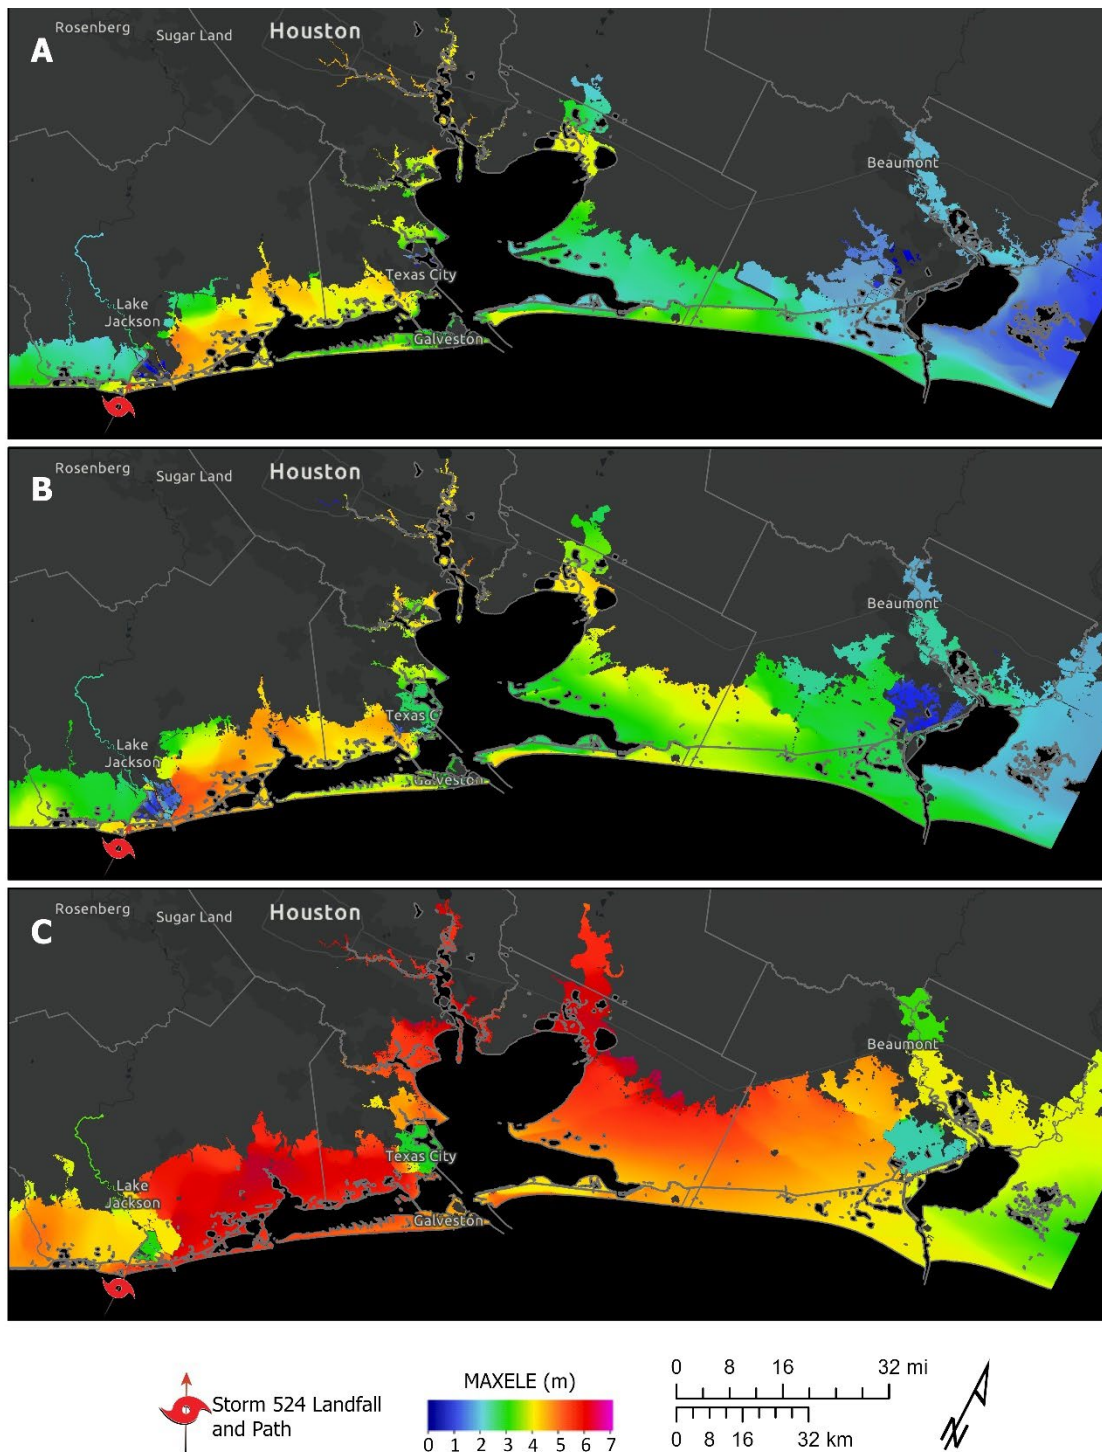 A
Rosenberg
Sugar Land
Houston
Beaumont
Texas City
Lake
Jackson
Galveston
B
Rosenberg
Sugar Land
Houston
Beaumont
Texas C
Lake
Jackson
Galveston
C
Rosenberg
Sugar Land
Houston
Beaumont
Texas City
Lake
Jackson
Galveston
Storm 524 Landfall
and Path
MAXELE (m)
0 1 2 3 4 5 6 7
0 8 16 32 mi
0 8 16 32 km
N